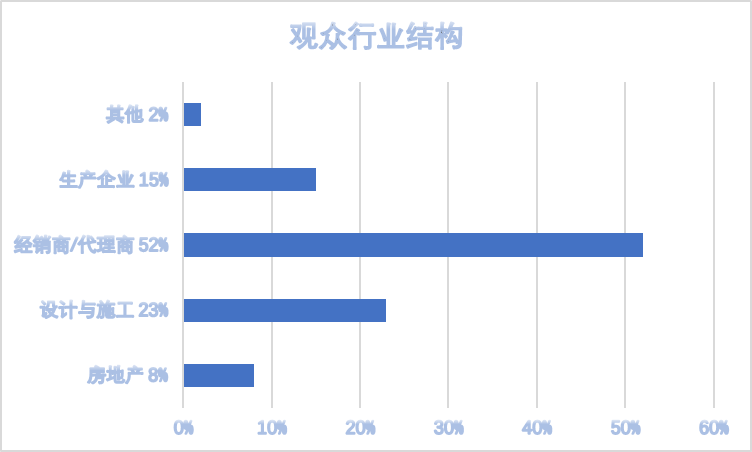 观众行业结构
其他 2%
生产企业 15%
经销商/代理商 52%
设计与施工 23%
房地产 8%
0% 10% 20% 30% 40% 50% 60%